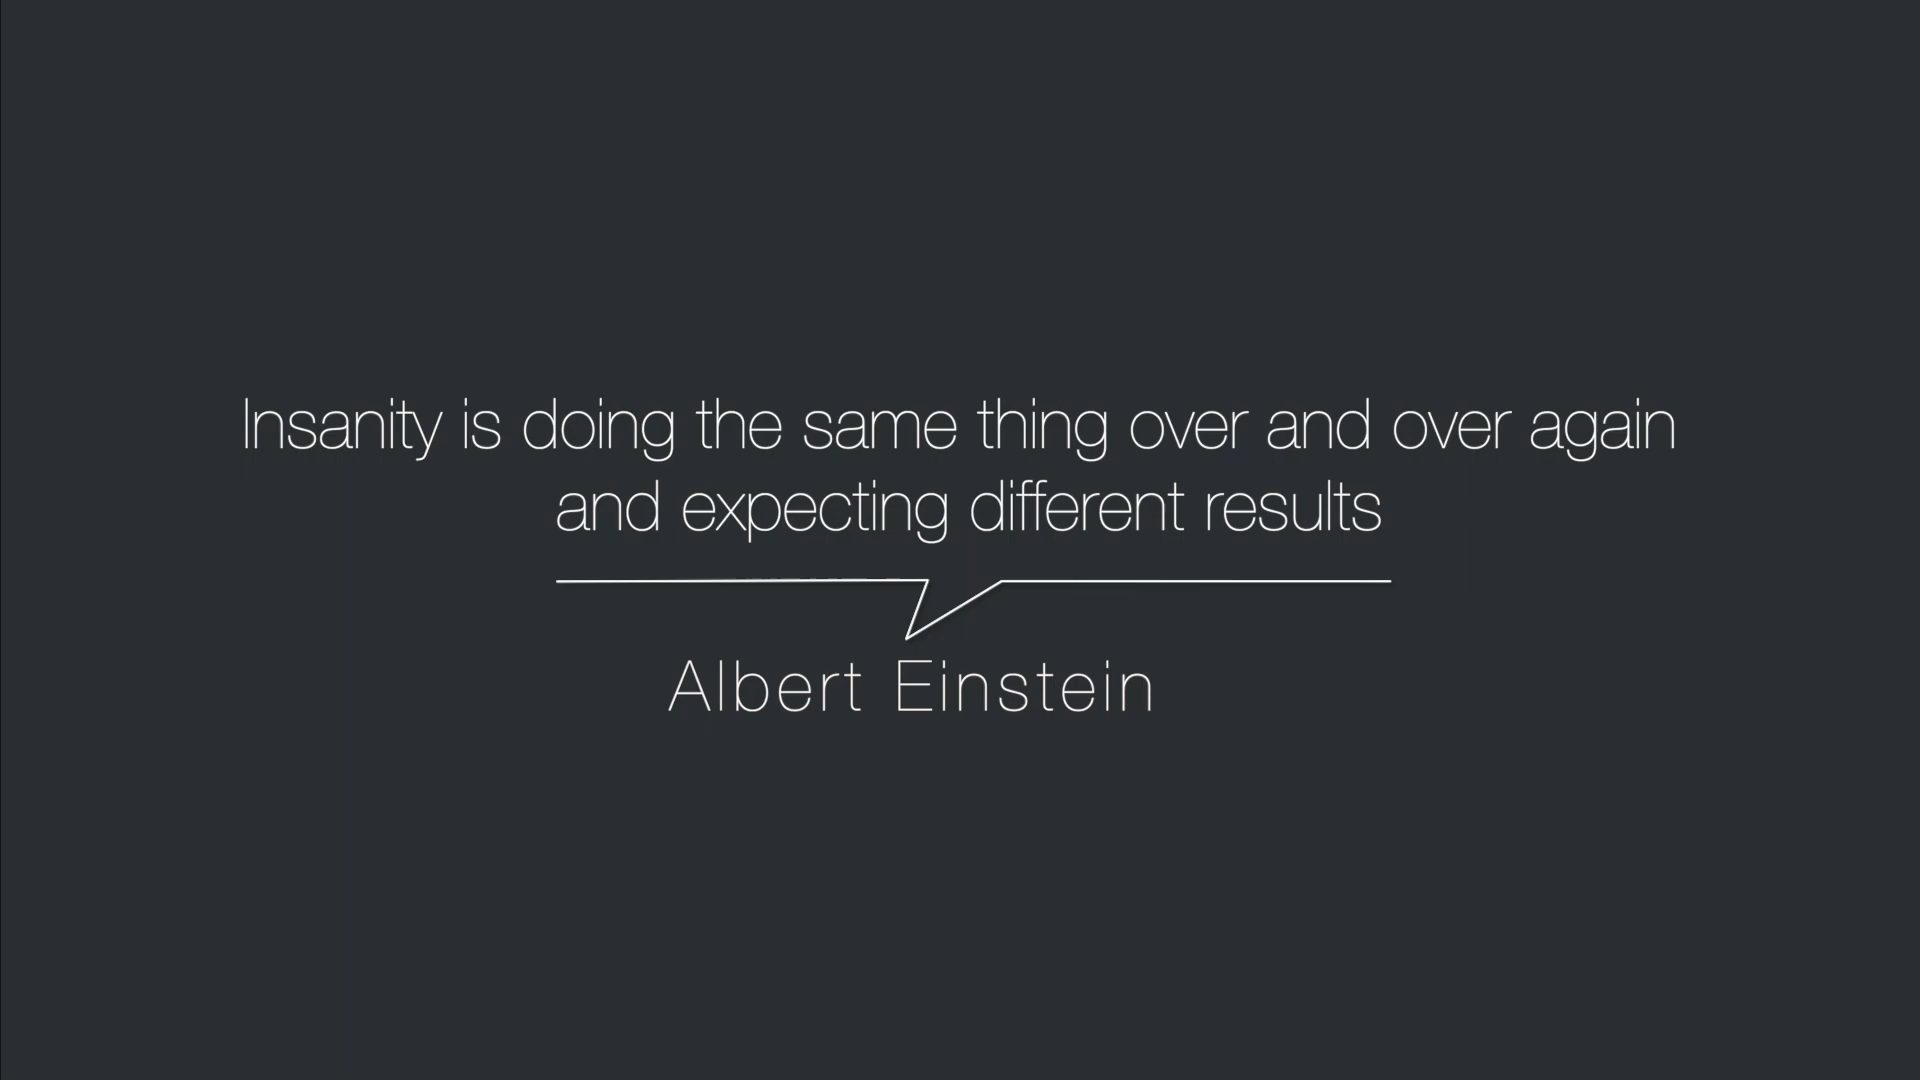 Insanity is doing the same thing over and over again
and expecting different results
Albert Einstein